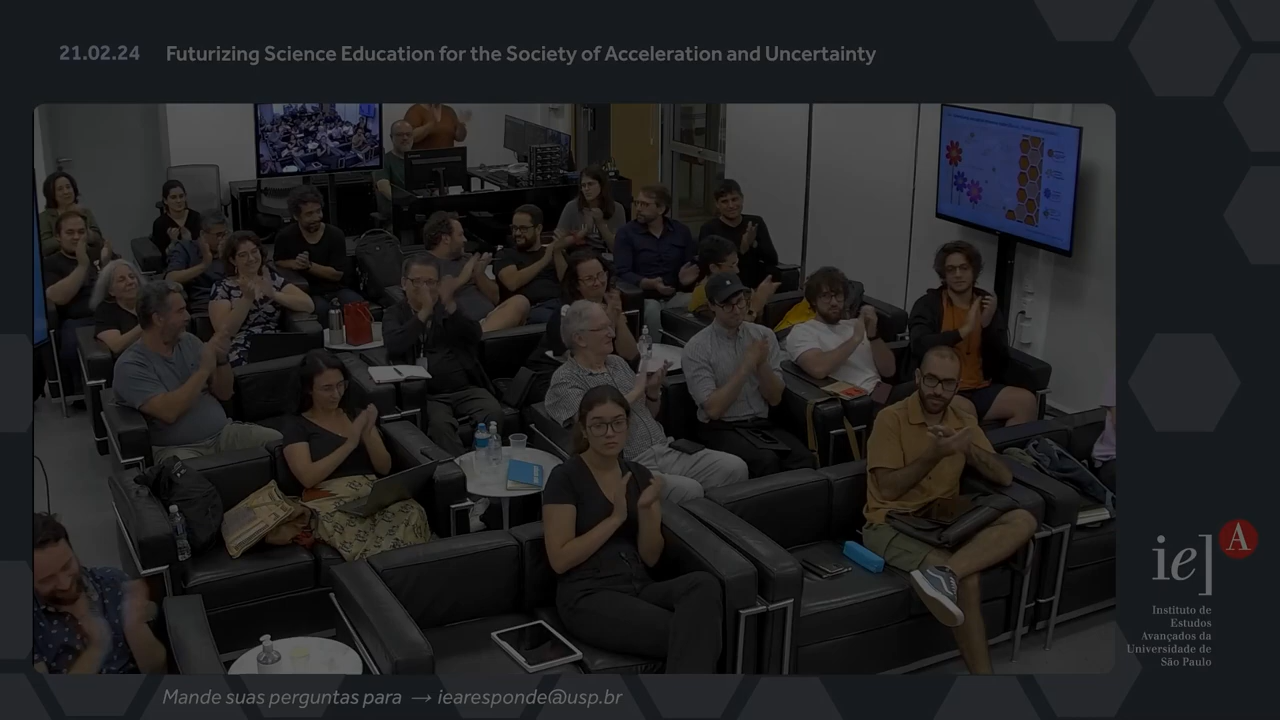 21.02.24 Futurizing Science Education for the Society of Acceleration and Uncertainty
ie] A
Instituto de
Estudos
Avançados da
Universidade de
São Paulo
Mande suas perguntas para → iearesponde@usp.br